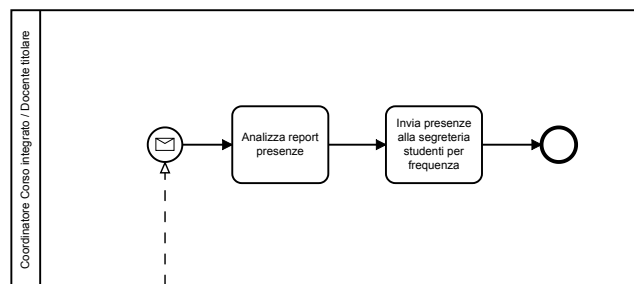 Coordinatore Corso integrato / Docente titolare
Analizza report
presenze
Invia presenze
alla segreteria
studenti per
frequenza